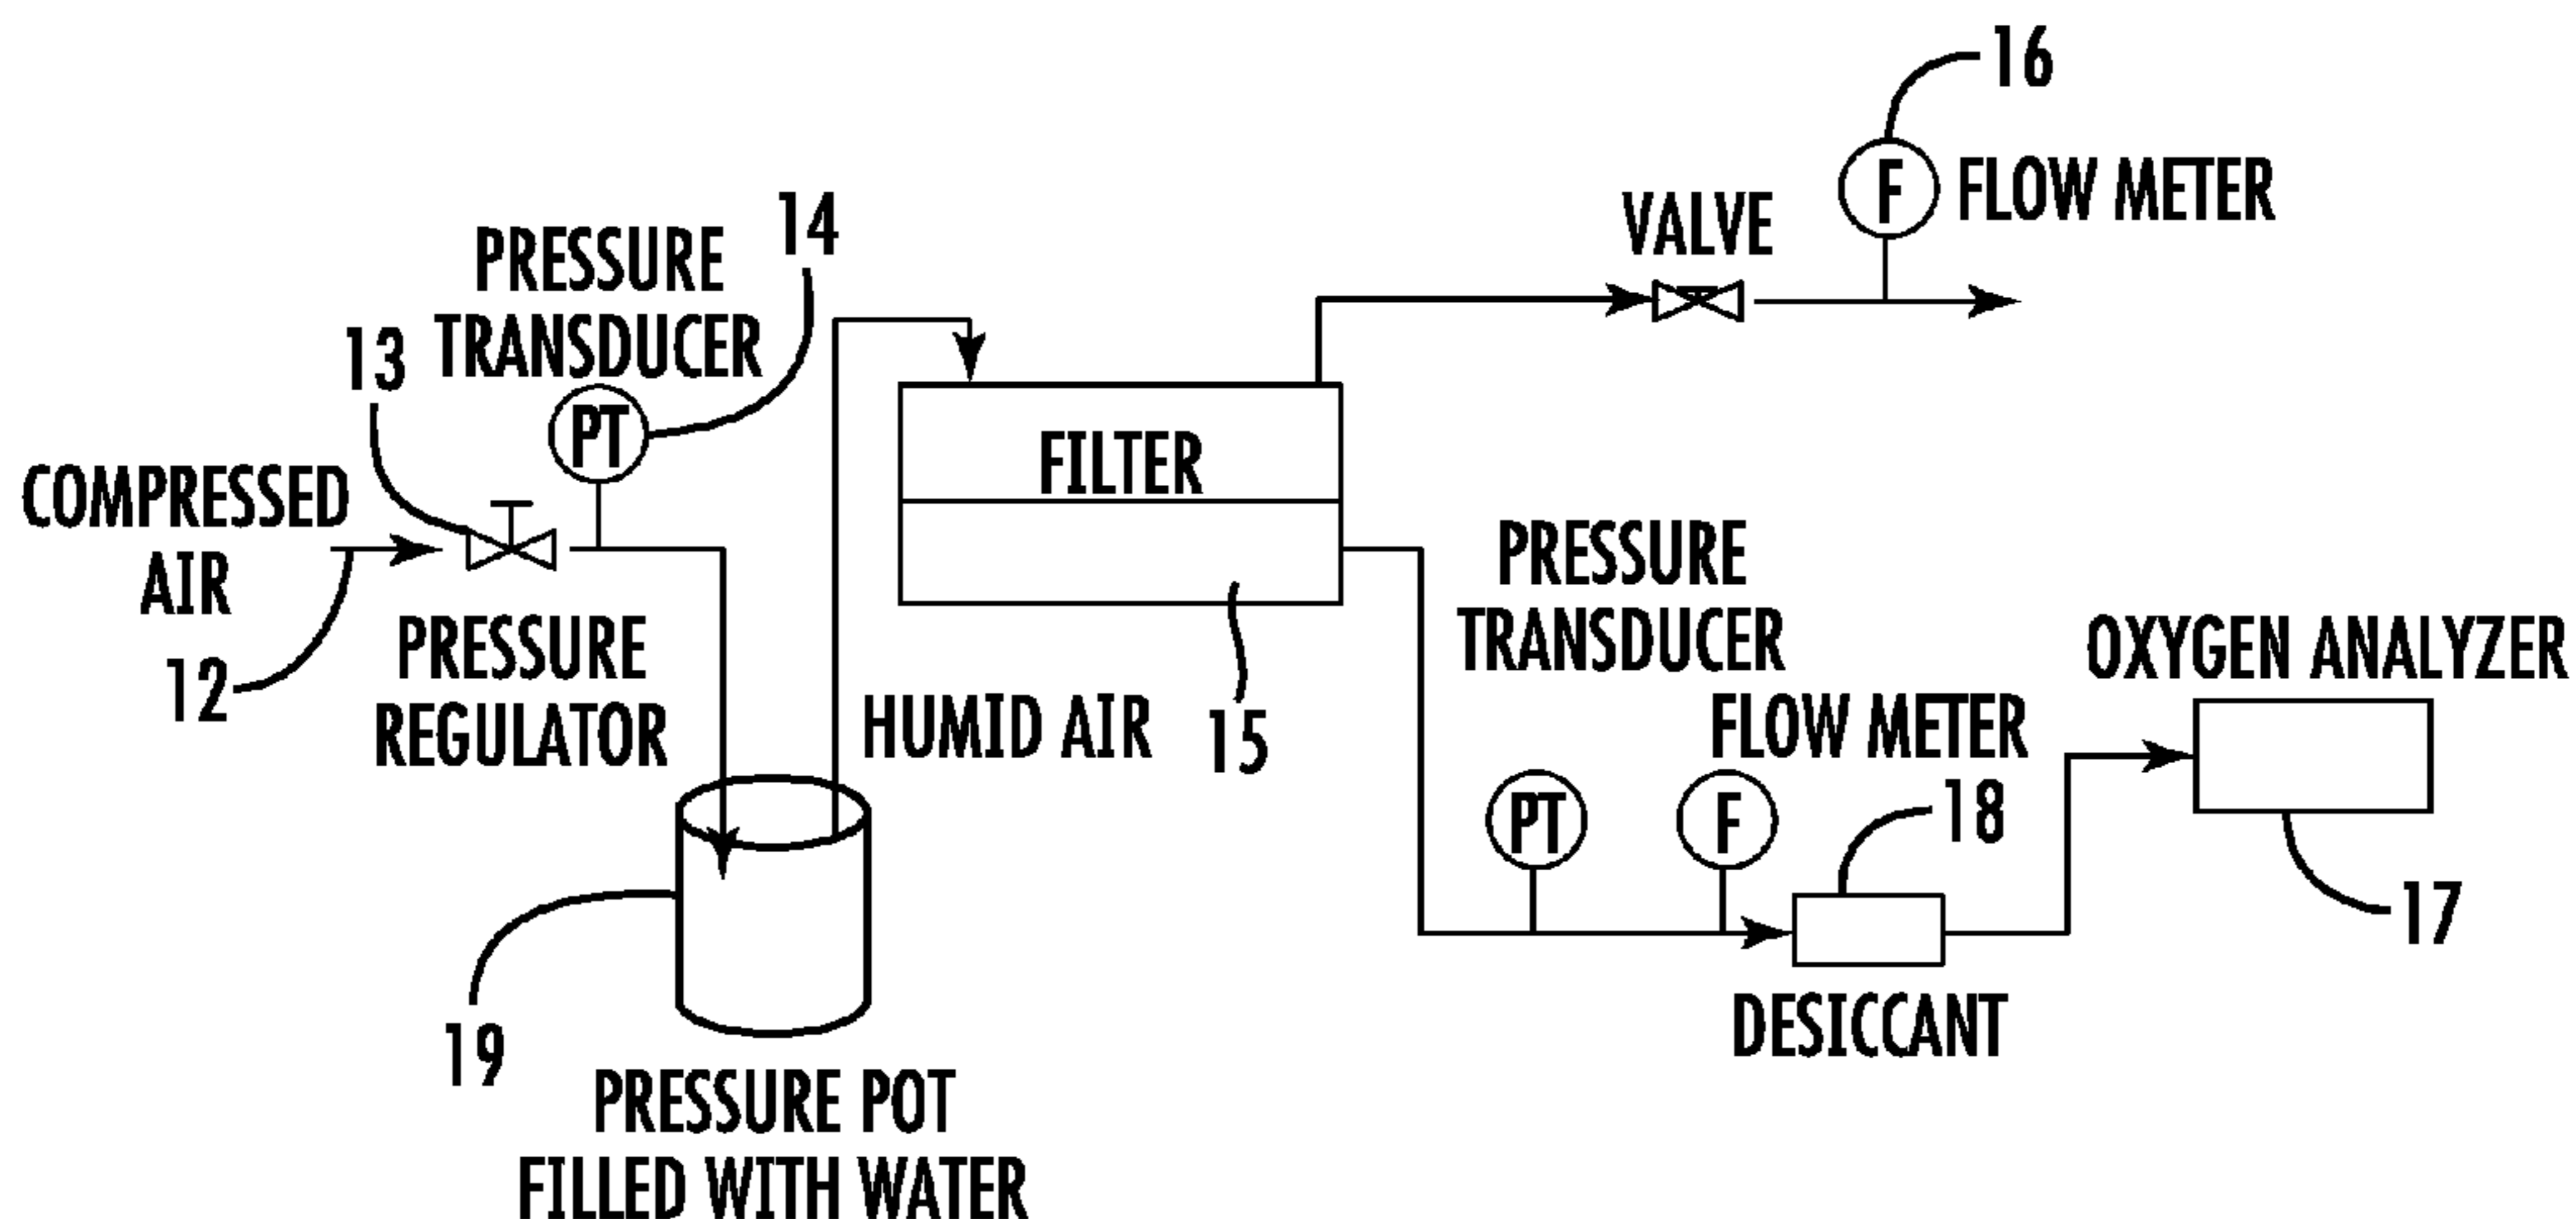 16
F FLOW METER
VALVE
14
PRESSURE
TRANSDUCER
13
PT
COMPRESSED
AIR
12
PRESSURE
REGULATOR
FILTER
HUMID AIR
15
PRESSURE
TRANSDUCER
FLOW METER
PT
F
18
OXYGEN ANALYZER
17
DESICCANT
19
PRESSURE POT
FILLED WITH WATER